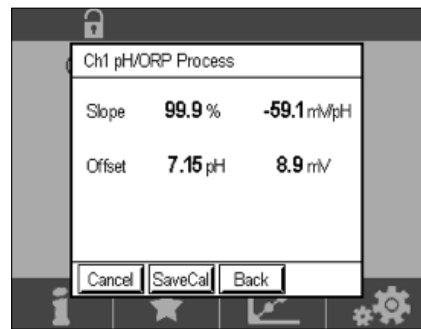 Ch1 pH/ORP Process
Slope 99.9 % -59.1 mV/pH
Offset 7.15 pH 8.9 mV
Cancel SaveCal Back